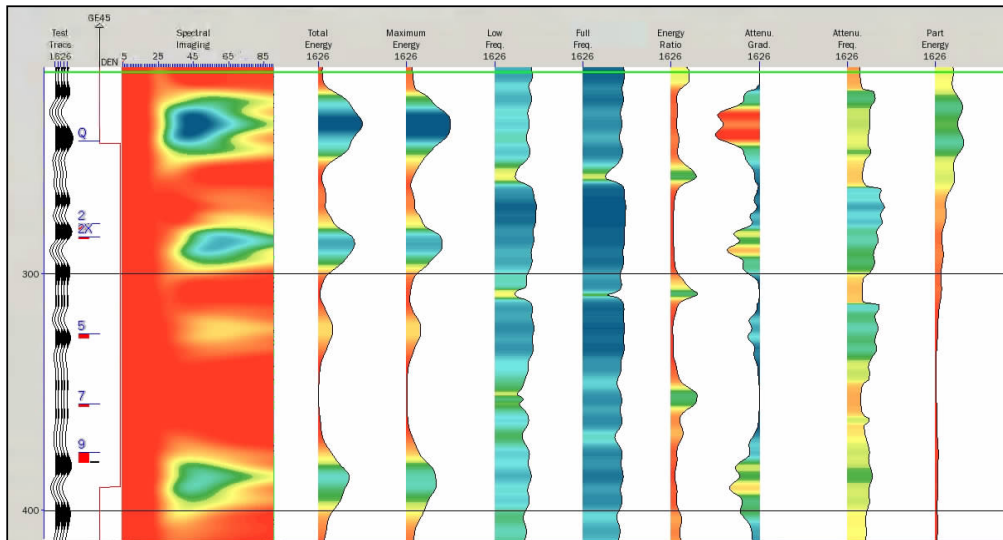 GE45
Test
Trace
1626
DEN
Spectral
Imaging
5 25 45 65 85
Total
Energy
1626
Maximum
Energy
1626
Low
Freq.
1626
Full
Freq.
1626
Energy
Ratio
1626
Attenu.
Grad.
1626
Attenu.
Freq.
1626
Part
Energy
1626
Q
2
2X
300
5
7
9
400